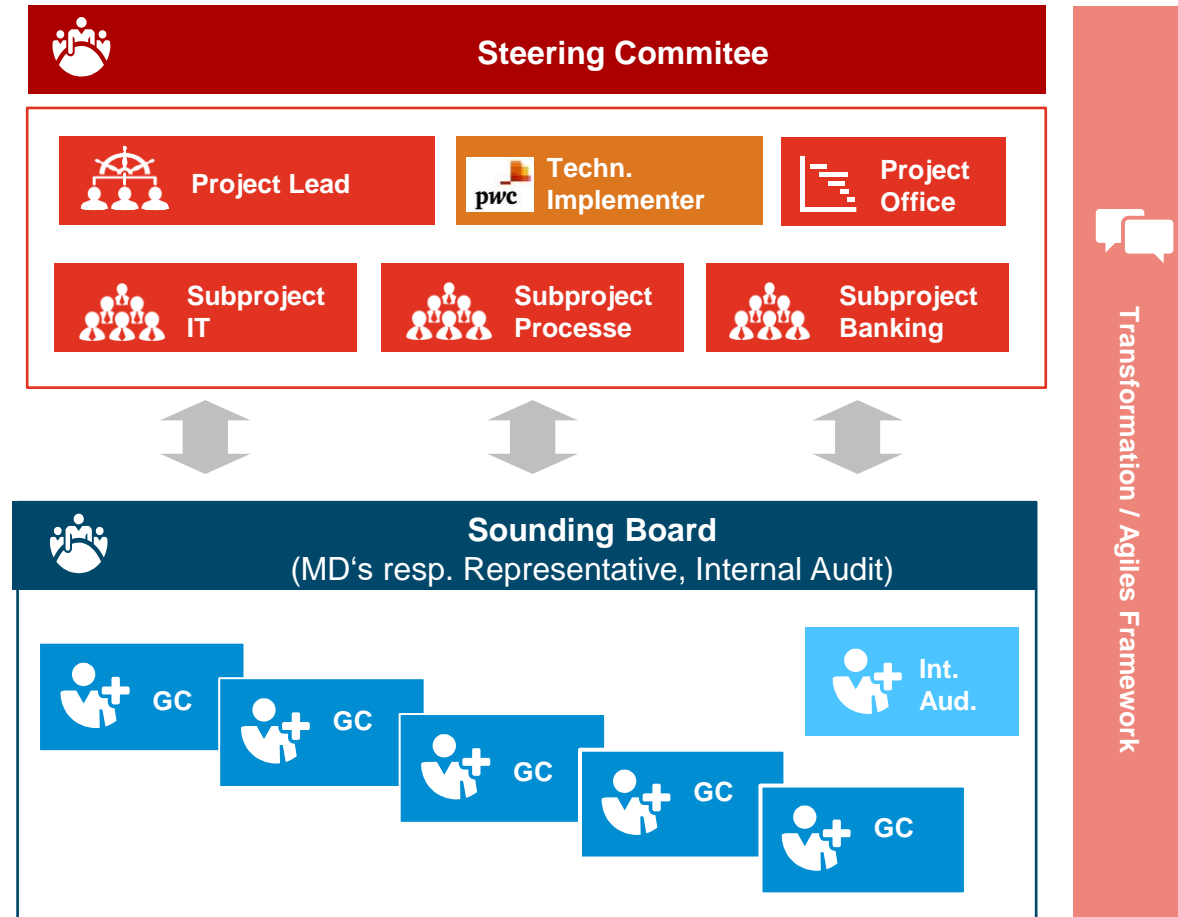 Steering Commitee
Project Lead
pwc
Techn.
Implementer
Project
Office
Subproject
IT
Subproject
Processe
Subproject
Banking
Sounding Board
(MD‘s resp. Representative, Internal Audit)
GC
GC
GC
GC
GC
Int.
Aud.
Transformation / Agiles Framework